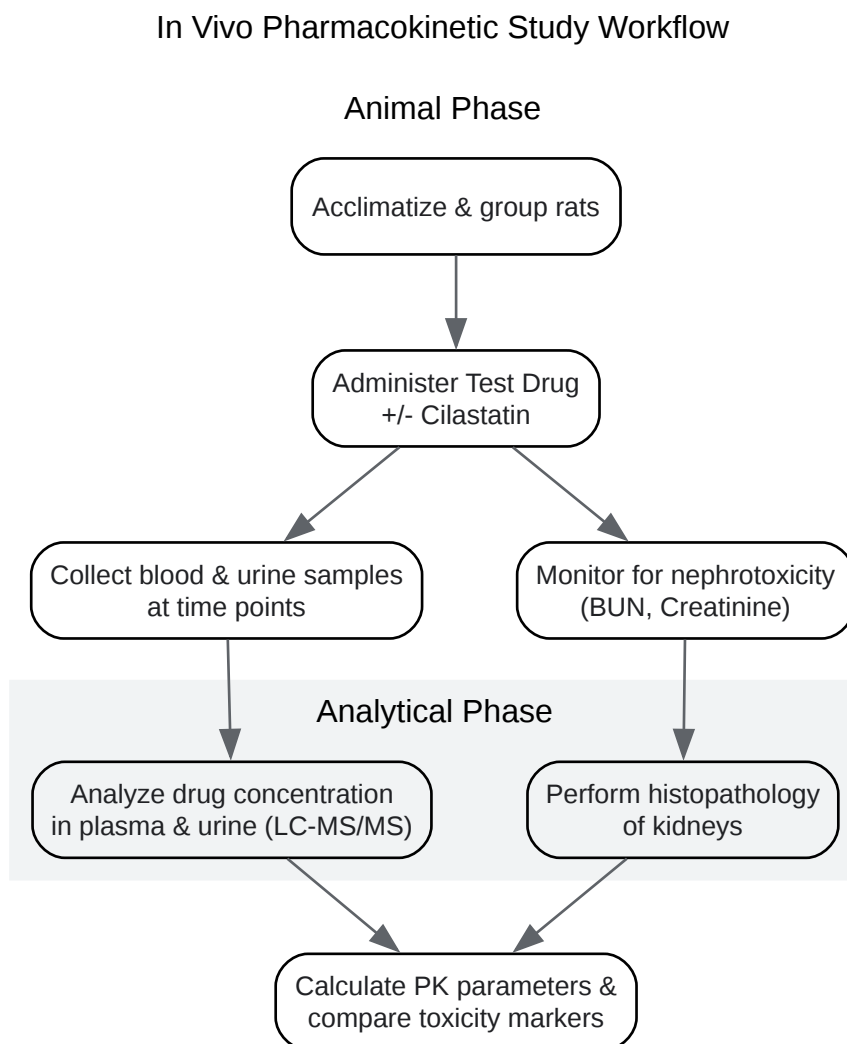 In Vivo Pharmacokinetic Study Workflow
Animal Phase
Acclimatize & group rats
Administer Test Drug
+/- Cilastatin
Collect blood & urine samples
at time points
Monitor for nephrotoxicity
(BUN, Creatinine)
Analytical Phase
Analyze drug concentration
in plasma & urine (LC-MS/MS)
Perform histopathology
of kidneys
Calculate PK parameters &
compare toxicity markers